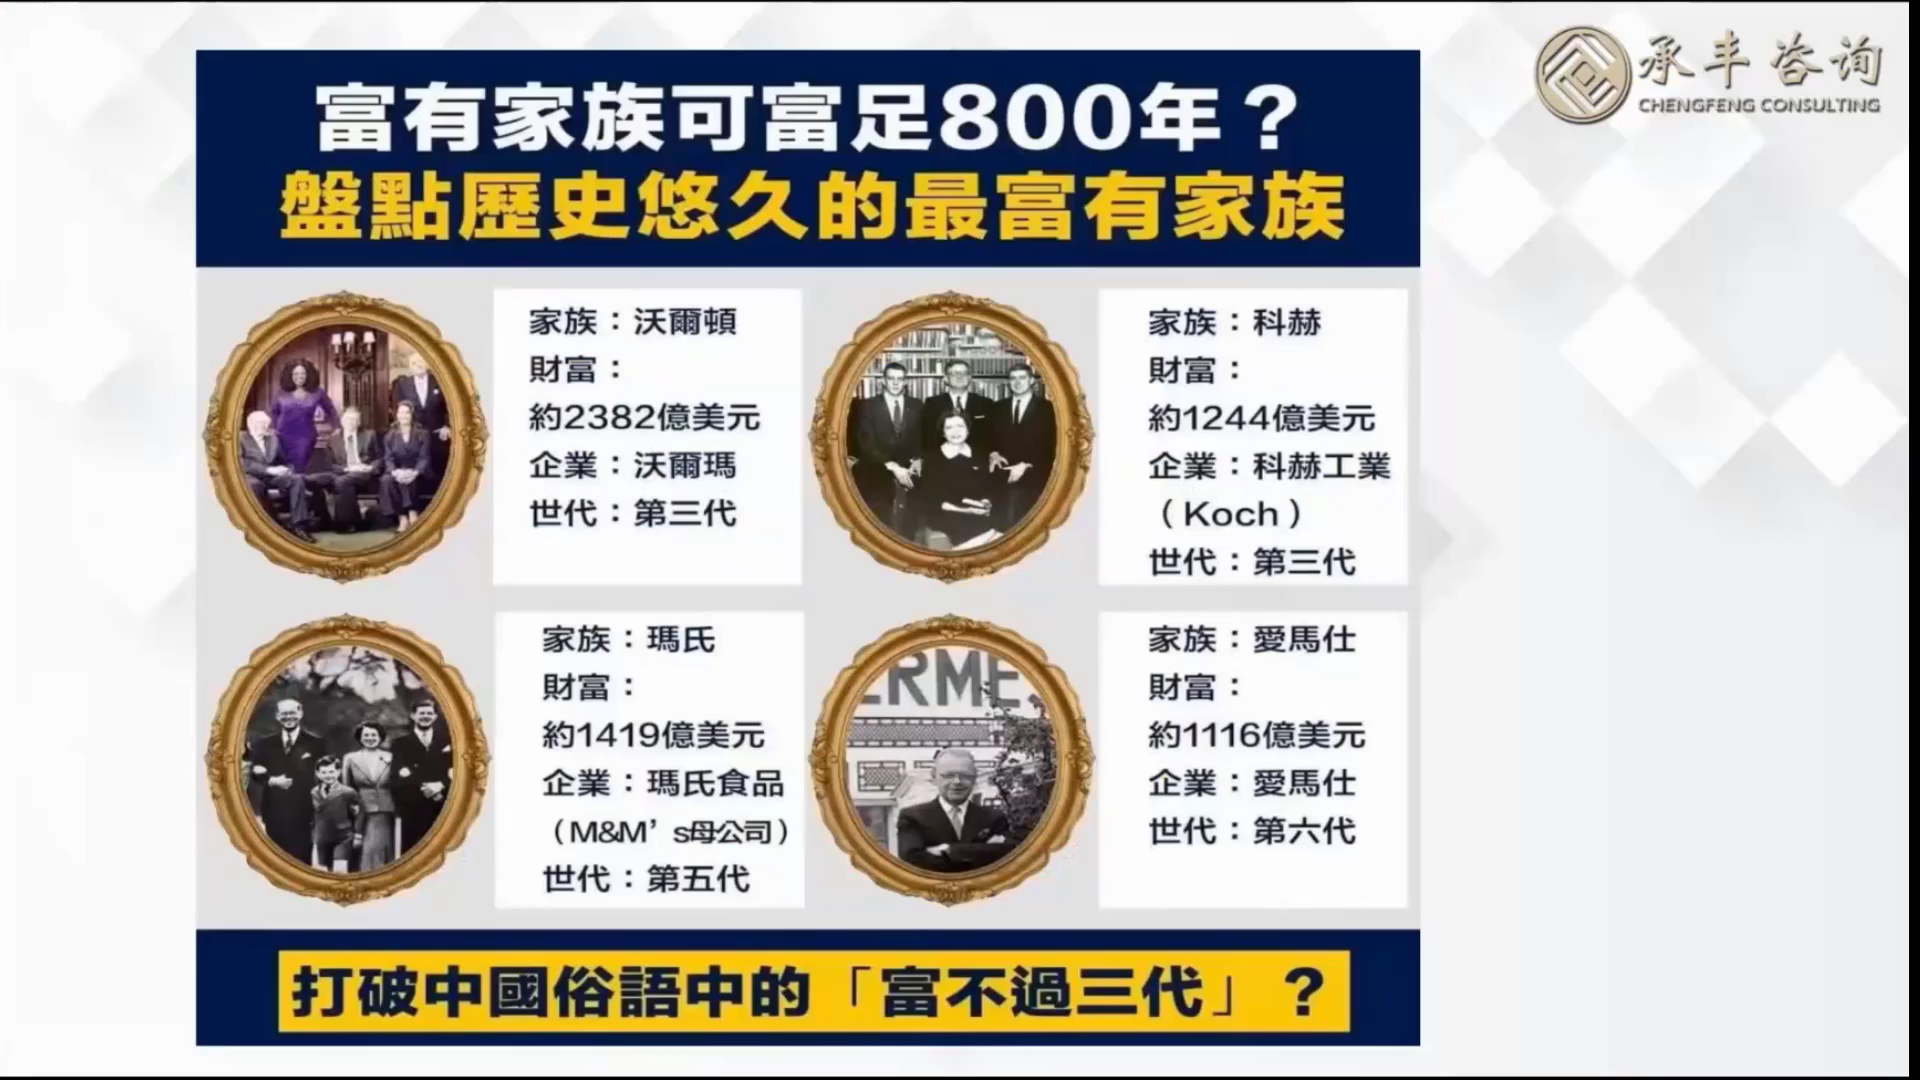 承丰咨询
CHENGFENG CONSULTING
富有家族可富足800年？
盤點歷史悠久的最富有家族
家族：沃爾頓
財富：
約2382億美元
企業：沃爾瑪
世代：第三代
家族：科赫
財富：
約1244億美元
企業：科赫工業
（Koch）
世代：第三代
家族：瑪氏
財富：
約1419億美元
企業：瑪氏食品
（M&M’s母公司）
世代：第五代
ERME
家族：愛馬仕
財富：
約1116億美元
企業：愛馬仕
世代：第六代
打破中國俗語中的「富不過三代」？